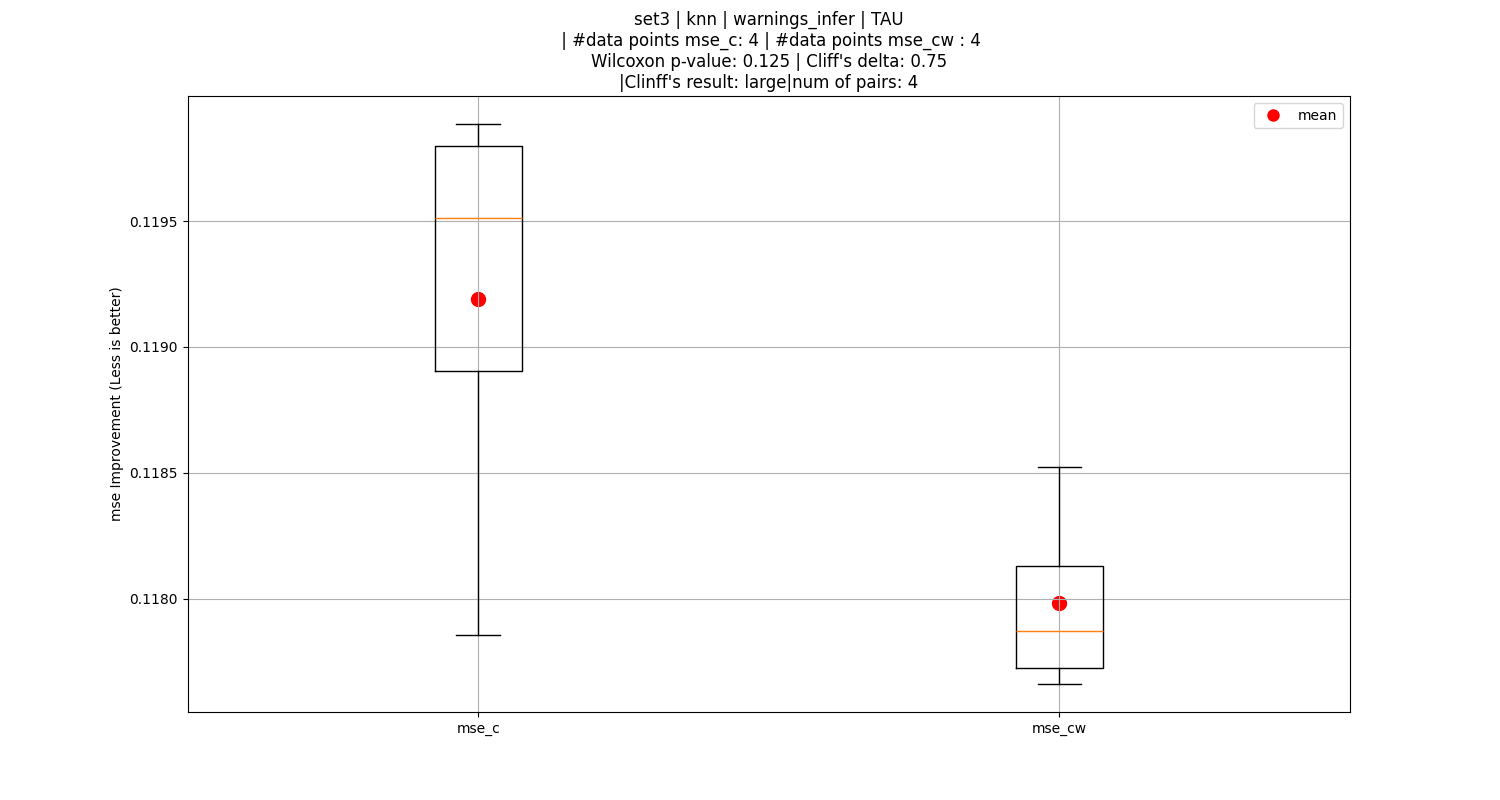 set3 | knn | warnings_infer | TAU
| #data points mse_c: 4 | #data points mse_cw : 4
Wilcoxon p-value: 0.125 | Cliff's delta: 0.75
|Clinff's result: large|num of pairs: 4
mean
mse Improvement (Less is better)
0.1195
0.1190
0.1185
0.1180
mse_c
mse_cw